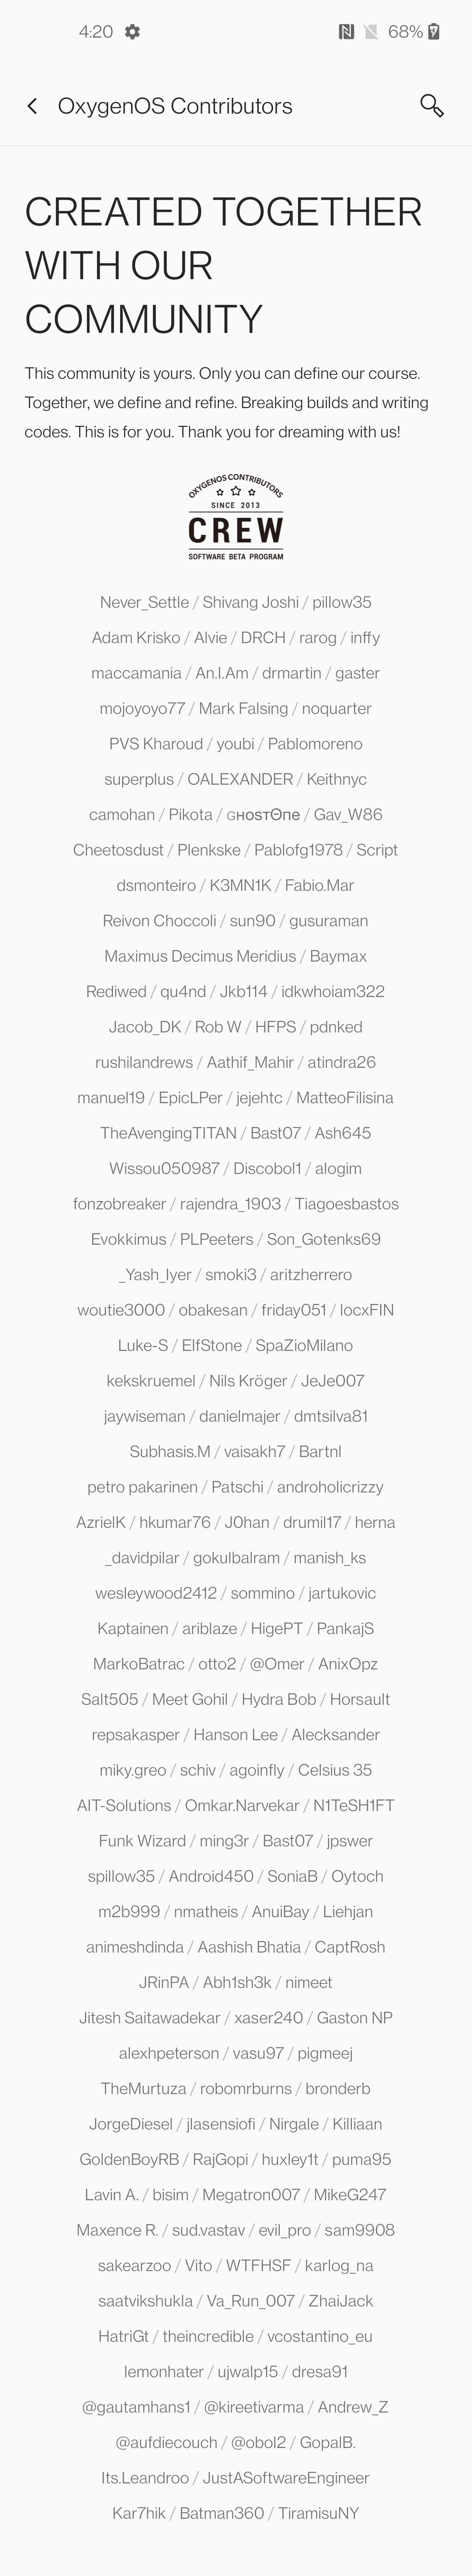 4:20 68%
OxygenOS Contributors
CREATED TOGETHER
WITH OUR
COMMUNITY
This community is yours. Only you can define our course.
Together, we define and refine. Breaking builds and writing
codes. This is for you. Thank you for dreaming with us!
OXYGENOS CONTRIBUTORS
SINCE 2013
CREW
SOFTWARE BETA PROGRAM
Never_Settle / Shivang Joshi / pillow35
Adam Krisko / Alvie / DRCH / rarog / inffy
maccamania / An.I.Am / drmartin / gaster
mojoyoyo77 / Mark Falsing / noquarter
PVS Kharoud / youbi / Pablomoreno
superplus / OALEXANDER / Keithnyc
camohan / Pikota / ɢнosтΘпе / Gav_W86
Cheetosdust / Plenkske / Pablofg1978 / Script
dsmonteiro / K3MN1K / Fabio.Mar
Reivon Choccoli / sun90 / gusuraman
Maximus Decimus Meridius / Baymax
Rediwed / qu4nd / Jkb114 / idkwhoiam322
Jacob_DK / Rob W / HFPS / pdnked
rushilandrews / Aathif_Mahir / atindra26
manuel19 / EpicLPer / jejehtc / MatteoFilisina
TheAvengingTITAN / Bast07 / Ash645
Wissou050987 / Discobol1 / alogim
fonzobreaker / rajendra_1903 / Tiagoesbastos
Evokkimus / PLPeeters / Son_Gotenks69
_Yash_Iyer / smoki3 / aritzherrero
woutie3000 / obakesan / friday051 / locxFIN
Luke-S / ElfStone / SpaZioMilano
kekskruemel / Nils Kröger / JeJe007
jaywiseman / danielmajer / dmtsilva81
Subhasis.M / vaisakh7 / Bartnl
petro pakarinen / Patschi / androholicrizzy
AzrielK / hkumar76 / J0han / drumil17 / herna
_davidpilar / gokulbalram / manish_ks
wesleywood2412 / sommino / jartukovic
Kaptainen / ariblaze / HigePT / PankajS
MarkoBatrac / otto2 / @Omer / AnixOpz
Salt505 / Meet Gohil / Hydra Bob / Horsault
repsakasper / Hanson Lee / Alecksander
miky.greo / schiv / agoinfly / Celsius 35
AIT-Solutions / Omkar.Narvekar / N1TeSH1FT
Funk Wizard / ming3r / Bast07 / jpswer
spillow35 / Android450 / SoniaB / Oytoch
m2b999 / nmatheis / AnuiBay / Liehjan
animeshdinda / Aashish Bhatia / CaptRosh
JRinPA / Abh1sh3k / nimeet
Jitesh Saitawadekar / xaser240 / Gaston NP
alexhpeterson / vasu97 / pigmeej
TheMurtuza / robomrburns / bronderb
JorgeDiesel / jlasensiofi / Nirgale / Killiaan
GoldenBoyRB / RajGopi / huxley1t / puma95
Lavin A. / bisim / Megatron007 / MikeG247
Maxence R. / sud.vastav / evil_pro / sam9908
sakearzoo / Vito / WTFHSF / karlog_na
saatvikshukla / Va_Run_007 / ZhaiJack
HatriGt / theincredible / vcostantino_eu
lemonhater / ujwalp15 / dresa91
@gautamhans1 / @kireetivarma / Andrew_Z
@aufdiecouch / @obol2 / GopalB.
Its.Leandroo / JustASoftwareEngineer
Kar7hik / Batman360 / TiramisuNY